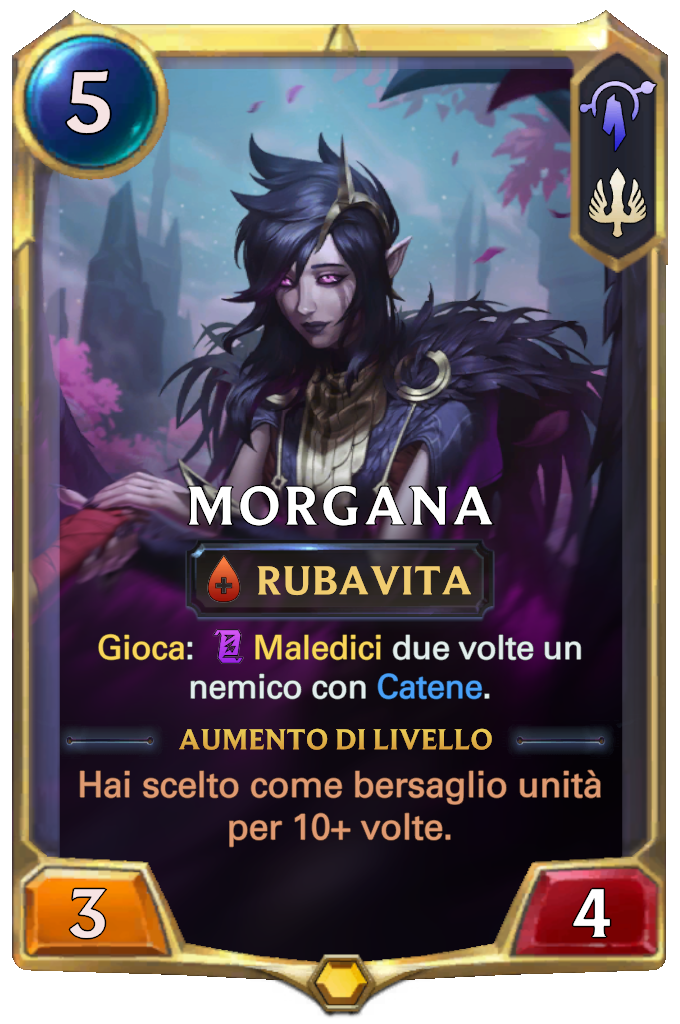 5
MORGANA
RUBAVITA
Gioca: Maledici due volte un
nemico con Catene.
AUMENTO DI LIVELLO
Hai scelto come bersaglio unità
per 10+ volte.
3
4